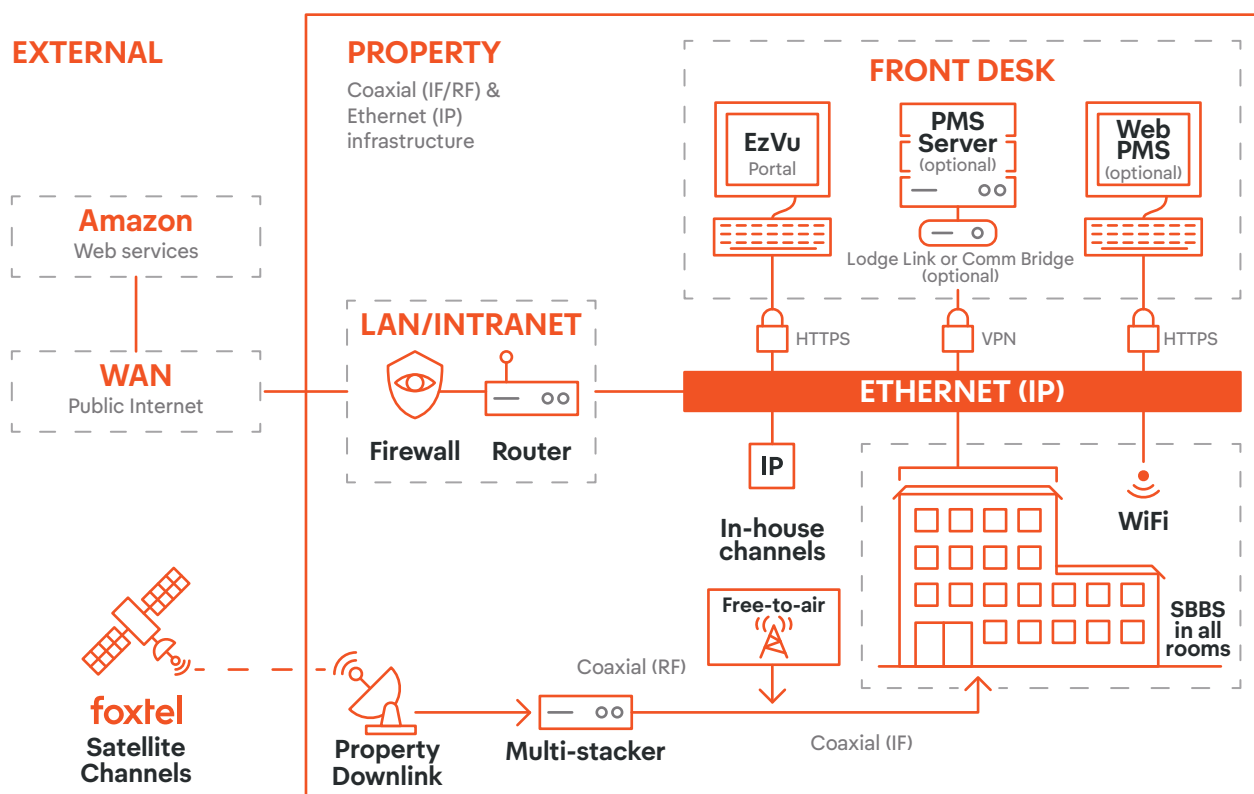 EXTERNAL
PROPERTY
Coaxial (IF/RF) &
Ethernet (IP)
infrastructure
FRONT DESK
EzVu
Portal
PMS
Server
(optional)
Web
PMS
(optional)
Lodge Link or Comm Bridge
(optional)
Amazon
Web services
WAN
Public Internet
LAN/INTRANET
Firewall
Router
HTTPS
VPN
HTTPS
ETHERNET (IP)
IP
In-house
channels
WiFi
Free-to-air
SBBS
in all
rooms
foxtel
Satellite
Channels
Property
Downlink
Coaxial (RF)
Multi-stacker
Coaxial (IF)